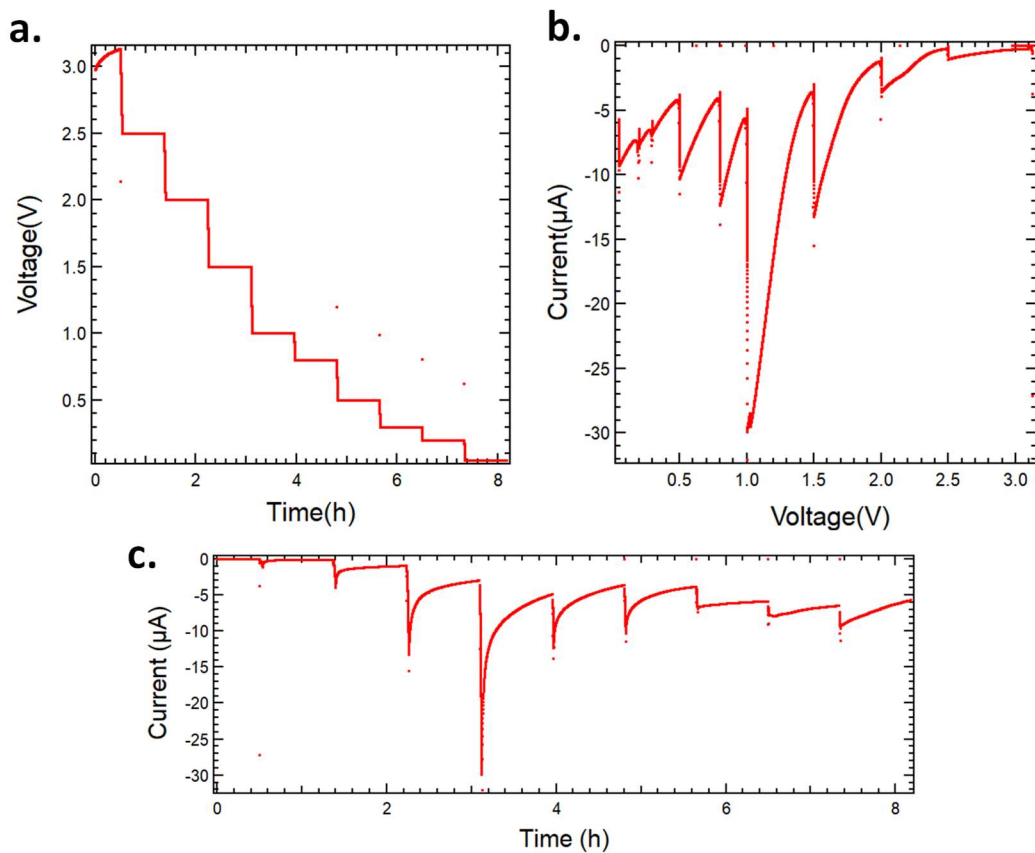 a.
3.0
2.5
2.0
1.5
1.0
0.5
Voltage(V)
0 2 4 6 8
Time(h)
b.
0
-5
-10
-15
-20
-25
-30
Current(µA)
0.5 1.0 1.5 2.0 2.5 3.0
Voltage(V)
c.
0
-5
-10
-15
-20
-25
-30
Current (µA)
0 2 4 6 8
Time (h)